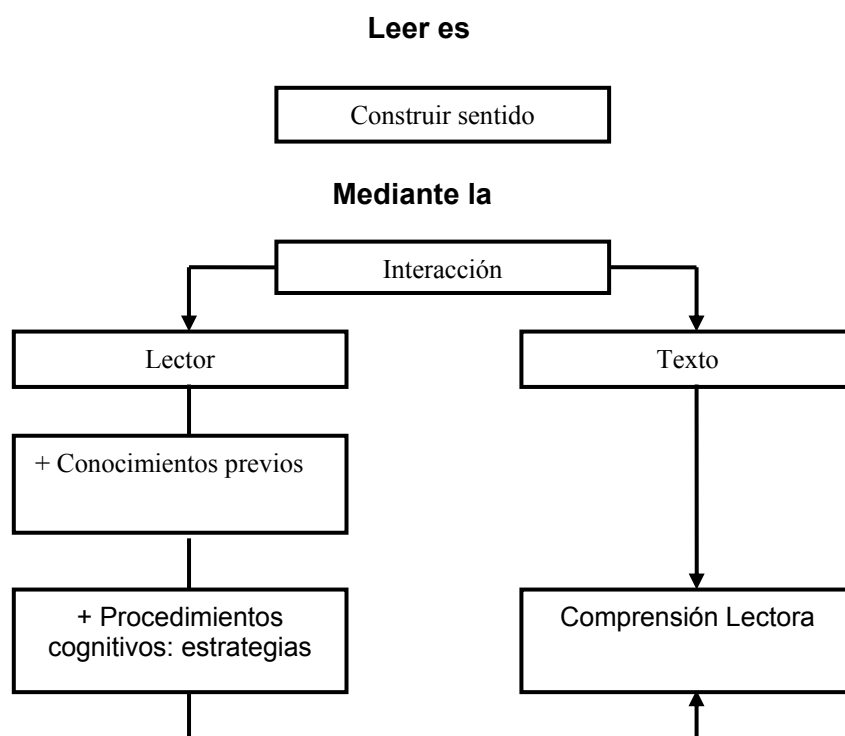 Leer es
Construir sentido
Mediante la
Interacción
Lector
Texto
+ Conocimientos previos
+ Procedimientos
cognitivos: estrategias
Comprensión Lectora